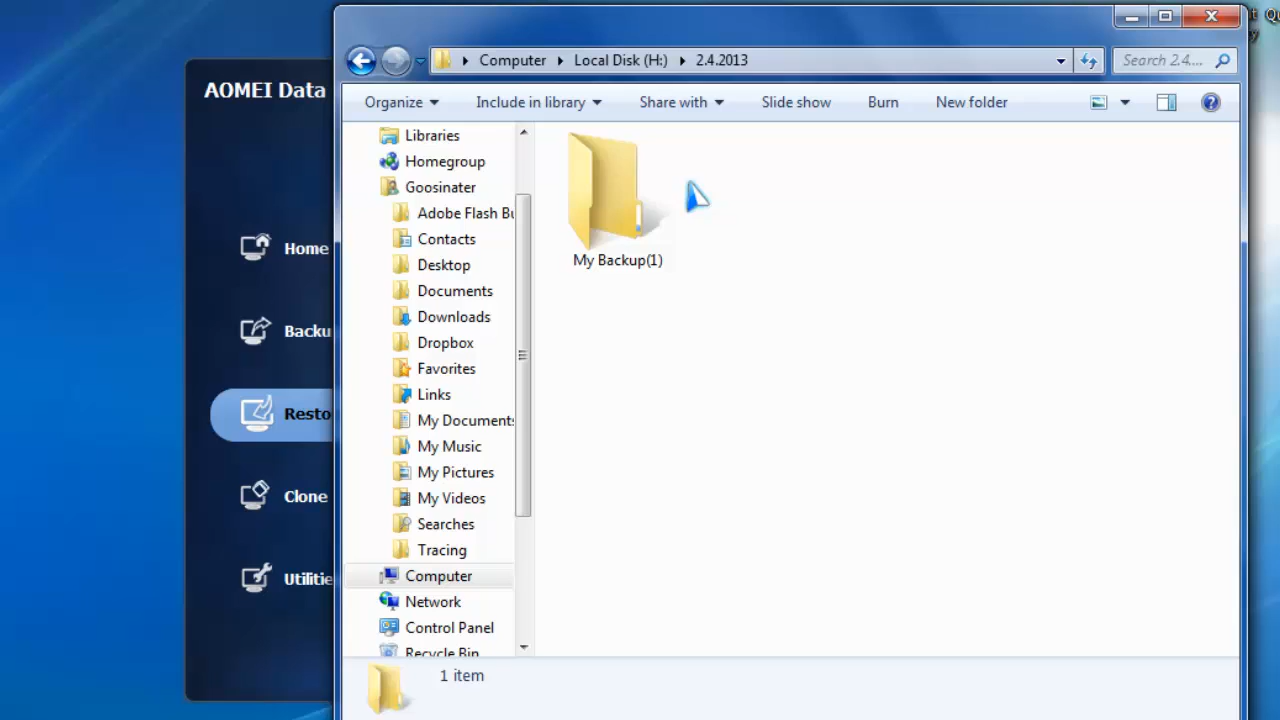 Computer Local Disk (H:) 2.4.2013
Search 2.4....
Organize Include in library Share with Slide show Burn New folder
AOMEI Data
Home
Backu
Resto
Clone
Utilitie
Libraries
Homegroup
Goosinater
Adobe Flash Bu
Contacts
Desktop
Documents
Downloads
Dropbox
Favorites
Links
My Documents
My Music
My Pictures
My Videos
Searches
Tracing
Computer
Network
Control Panel
Recycle Bin
My Backup(1)
1 item